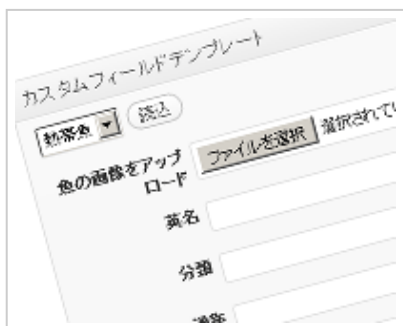 カスタムフィールドテンプレート
熱帯魚 読込
魚の画像をアップ
ロード
ファイルを選択 選択されてい
英名
分類